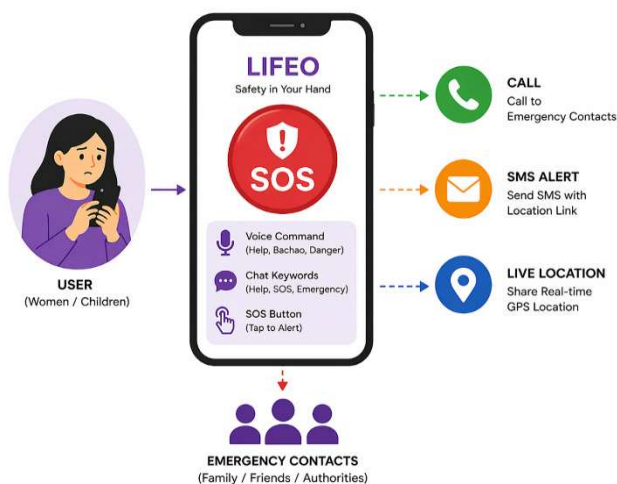 LIFEO
Safety in Your Hand
SOS
Voice Command
(Help, Bachao, Danger)
Chat Keywords
(Help, SOS, Emergency)
SOS Button
(Tap to Alert)
USER
(Women / Children)
CALL
Call to
Emergency Contacts
SMS ALERT
Send SMS with
Location Link
LIVE LOCATION
Share Real-time
GPS Location
EMERGENCY CONTACTS
(Family / Friends / Authorities)